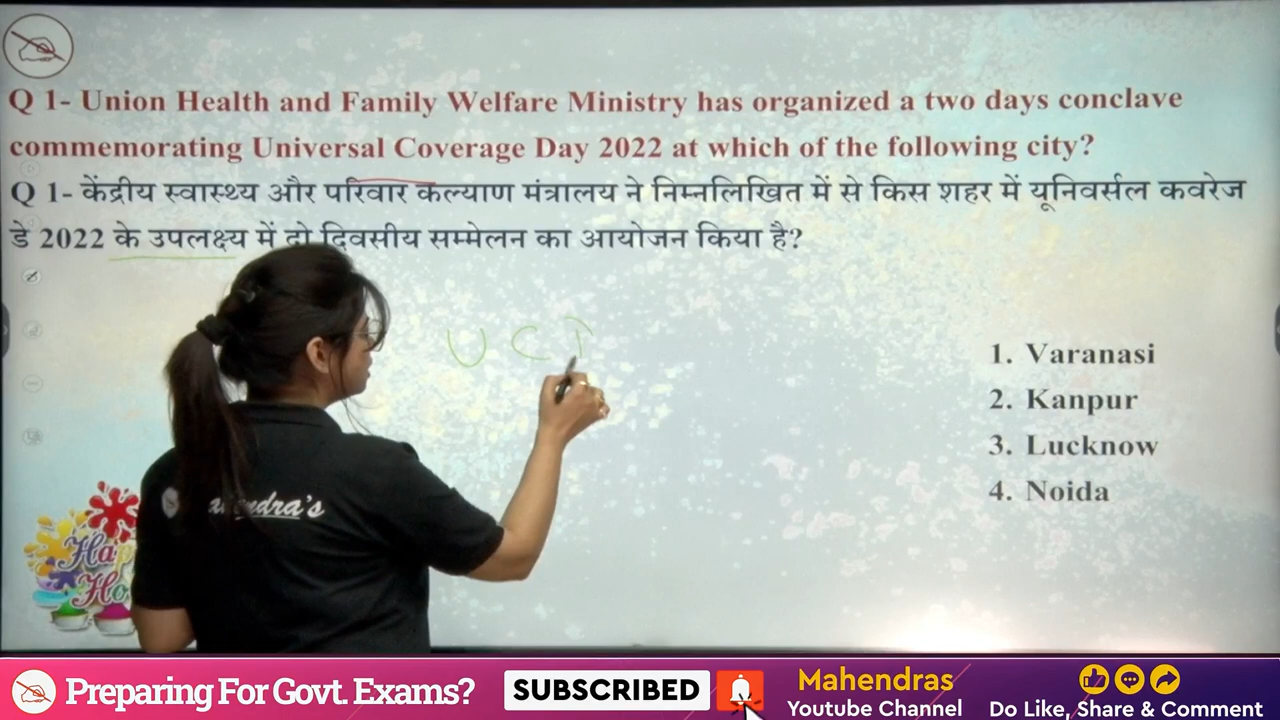 Q 1- Union Health and Family Welfare Ministry has organized a two days conclave
commemorating Universal Coverage Day 2022 at which of the following city?
Q 1- केंद्रीय स्वास्थ्य और परिवार कल्याण मंत्रालय ने निम्नलिखित में से किस शहर में यूनिवर्सल कवरेज
डे 2022 के उपलक्ष्य में दो दिवसीय सम्मेलन का आयोजन किया है?
U C
1. Varanasi
2. Kanpur
3. Lucknow
4. Noida
Preparing For Govt. Exams?
SUBSCRIBED
Mahendras
Youtube Channel
Do Like, Share & Comment